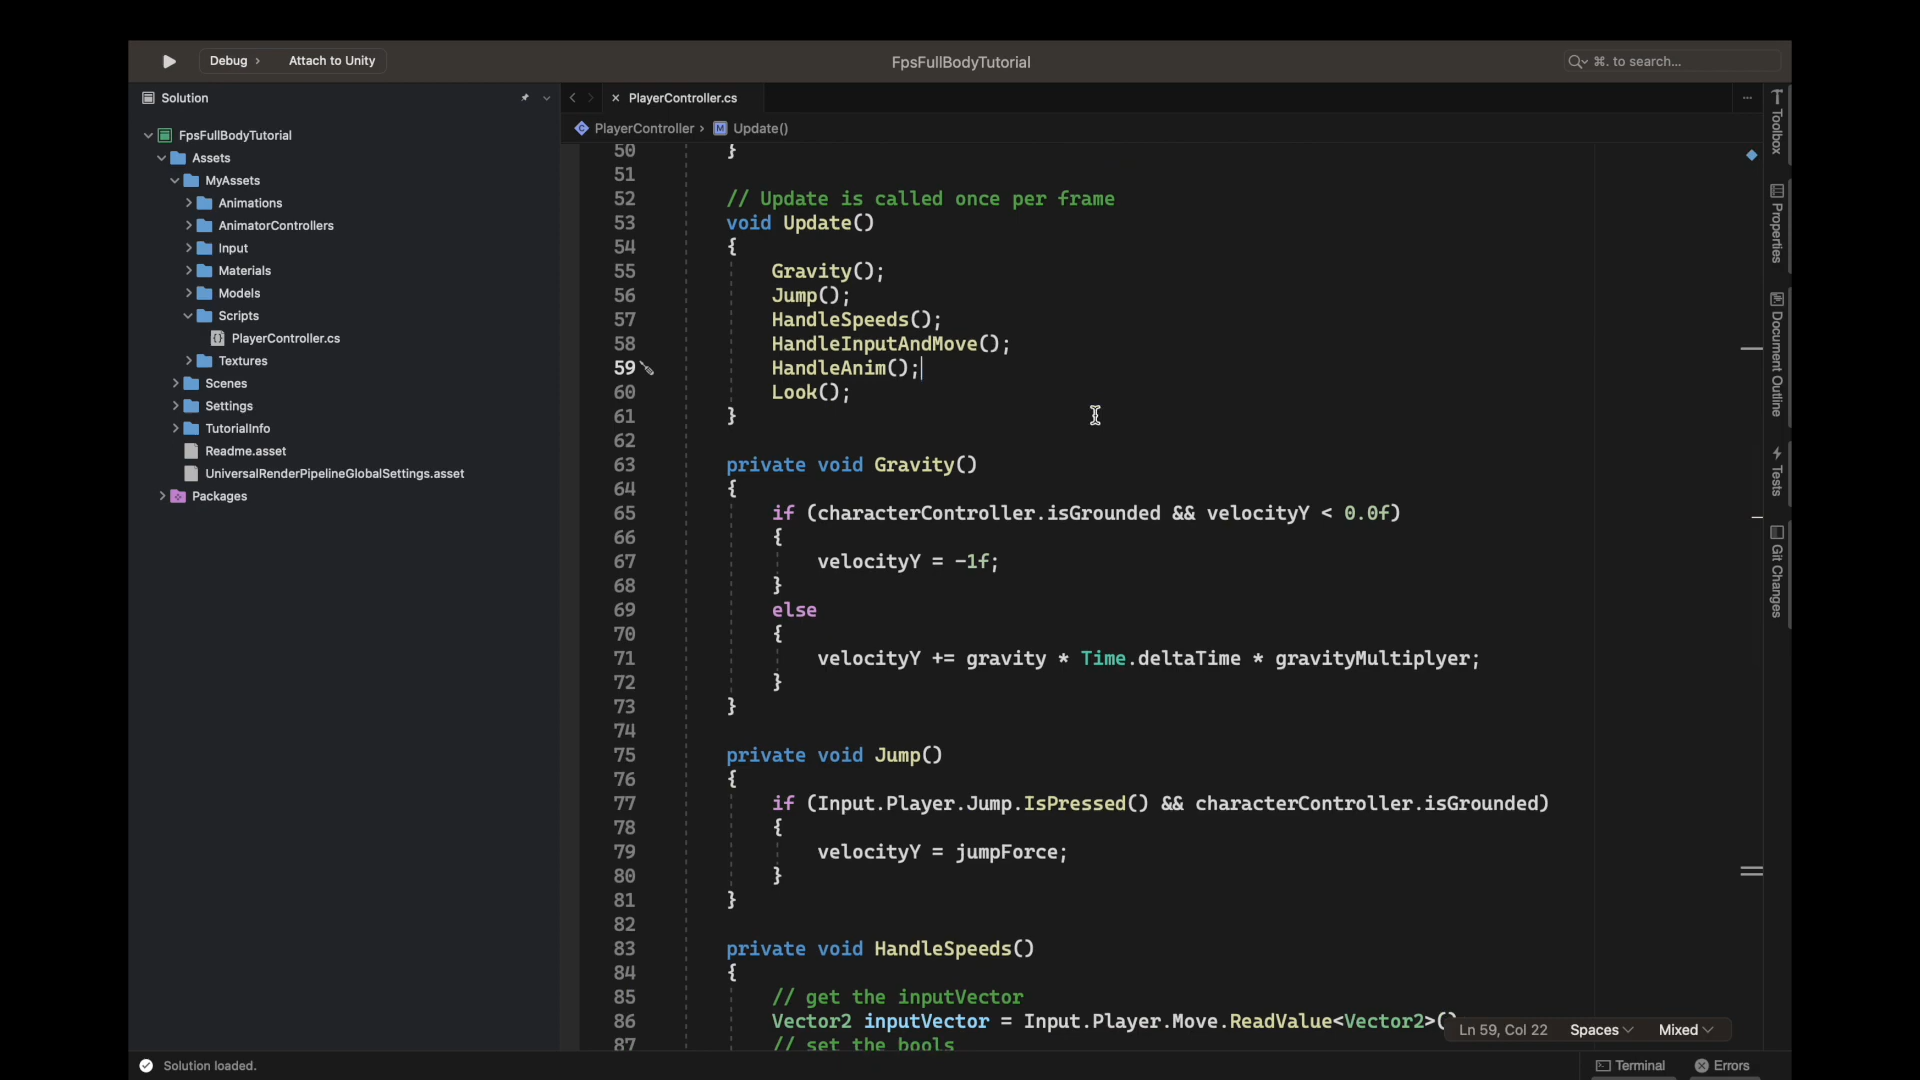 Debug › Attach to Unity
FpsFullBodyTutorial
⌘. to search...
Solution
FpsFullBodyTutorial
Assets
MyAssets
Animations
AnimatorControllers
Input
Materials
Models
Scripts
PlayerController.cs
Textures
Scenes
Settings
TutorialInfo
Readme.asset
UniversalRenderPipelineGlobalSettings.asset
Packages
PlayerController.cs
PlayerController › M Update()
50 }
51
52 // Update is called once per frame
53 void Update()
54 {
55 Gravity();
56 Jump();
57 HandleSpeeds();
58 HandleInputAndMove();
59 HandleAnim();
60 Look();
61 }
62
63 private void Gravity()
64 {
65 if (characterController.isGrounded && velocityY < 0.0f)
66 {
67 velocityY = -1f;
68 }
69 else
70 {
71 velocityY += gravity * Time.deltaTime * gravityMultiplyer;
72 }
73 }
74
75 private void Jump()
76 {
77 if (Input.Player.Jump.IsPressed() && characterController.isGrounded)
78 {
79 velocityY = jumpForce;
80 }
81 }
82
83 private void HandleSpeeds()
84 {
85 // get the inputVector
86 Vector2 inputVector = Input.Player.Move.ReadValue<Vector2>()
87 // set the bools
Ln 59, Col 22 Spaces Mixed
Toolbox
Properties
Document Outline
Tests
Git Changes
Solution loaded.
Terminal
Errors